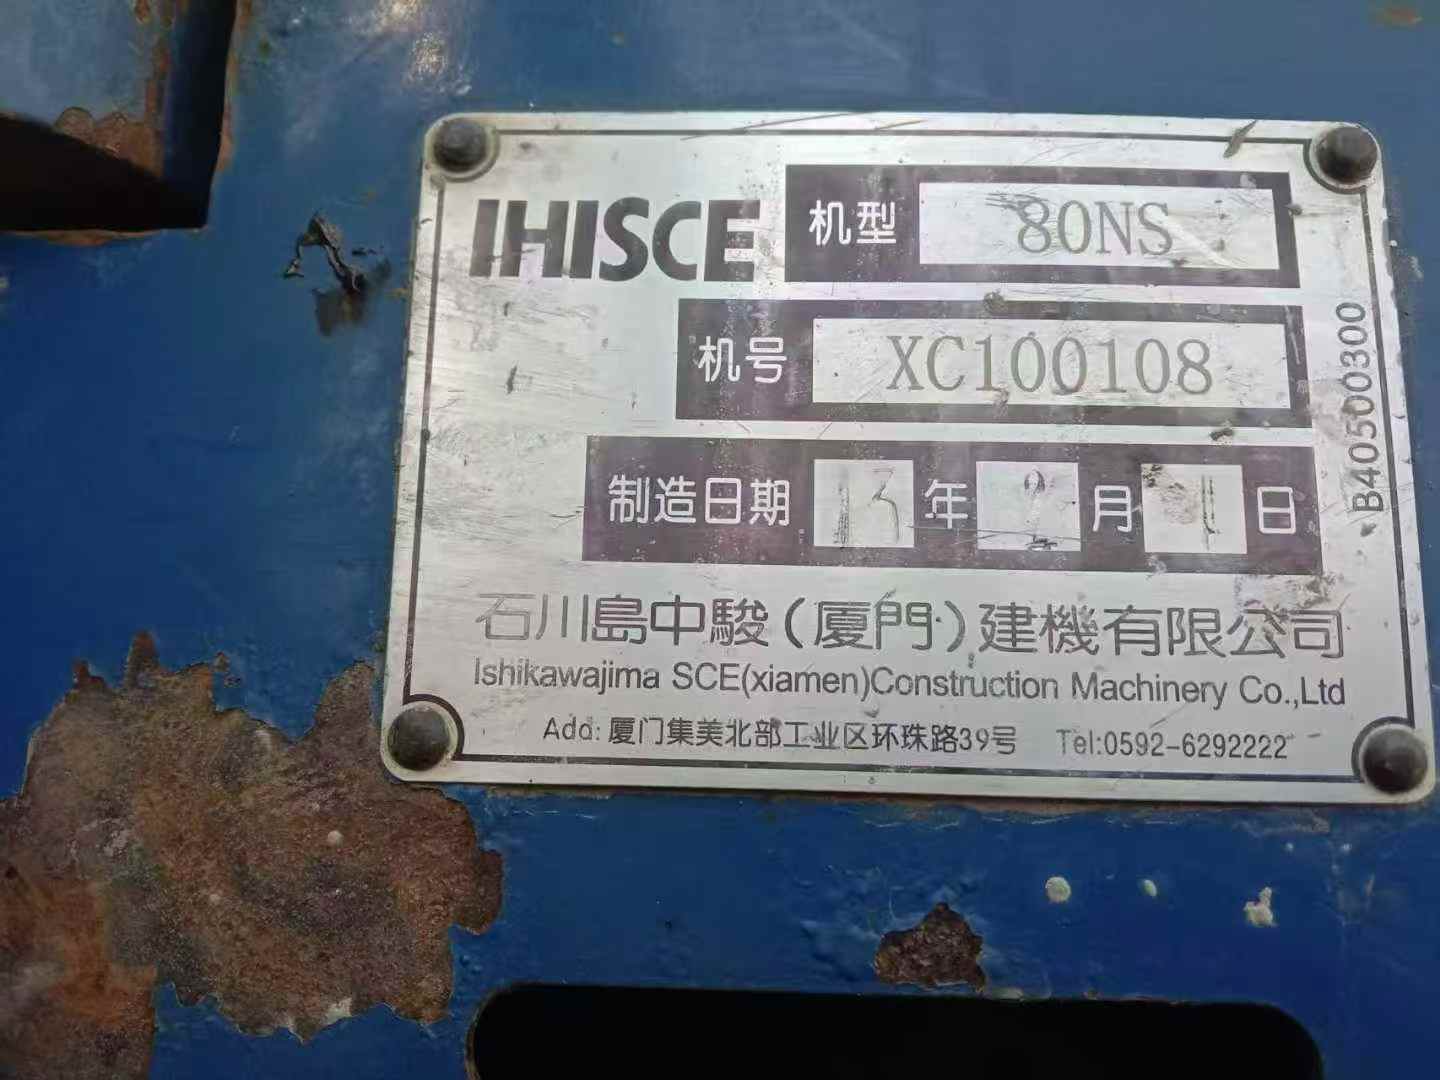 IHISCE 机型 80NS
机号 XC100108
制造日期 13 年 2 月 1 日
石川島中駿(厦門)建機有限公司
Ishikawajima SCE(xiamen)Construction Machinery Co.,Ltd
Add: 厦门集美北部工业区环珠路39号 Tel:0592-6292222
B40500300